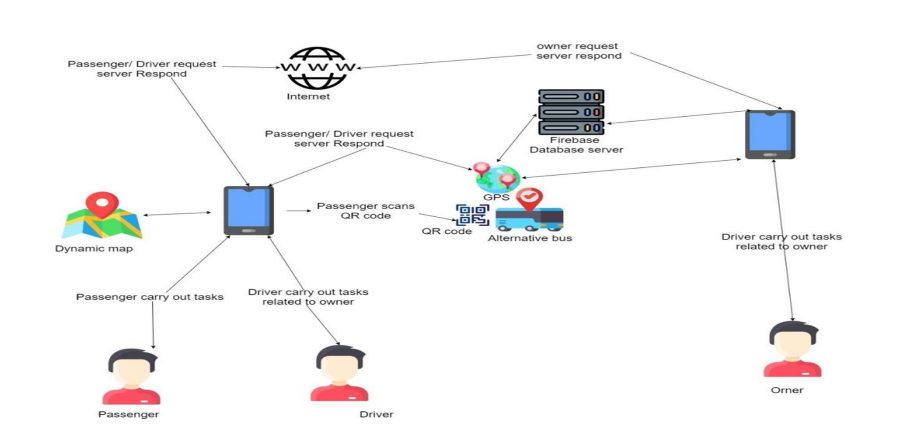 owner request
server respond
Passenger/ Driver request
server Respond
WWW
Internet
Passenger/ Driver request
server Respond
Firebase
Database server
GPS
Passenger scans
QR code
QR code
Alternative bus
Dynamic map
Driver carry out tasks
related to owner
Passenger carry out tasks
Driver carry out tasks
related to owner
Passenger
Driver
Orner